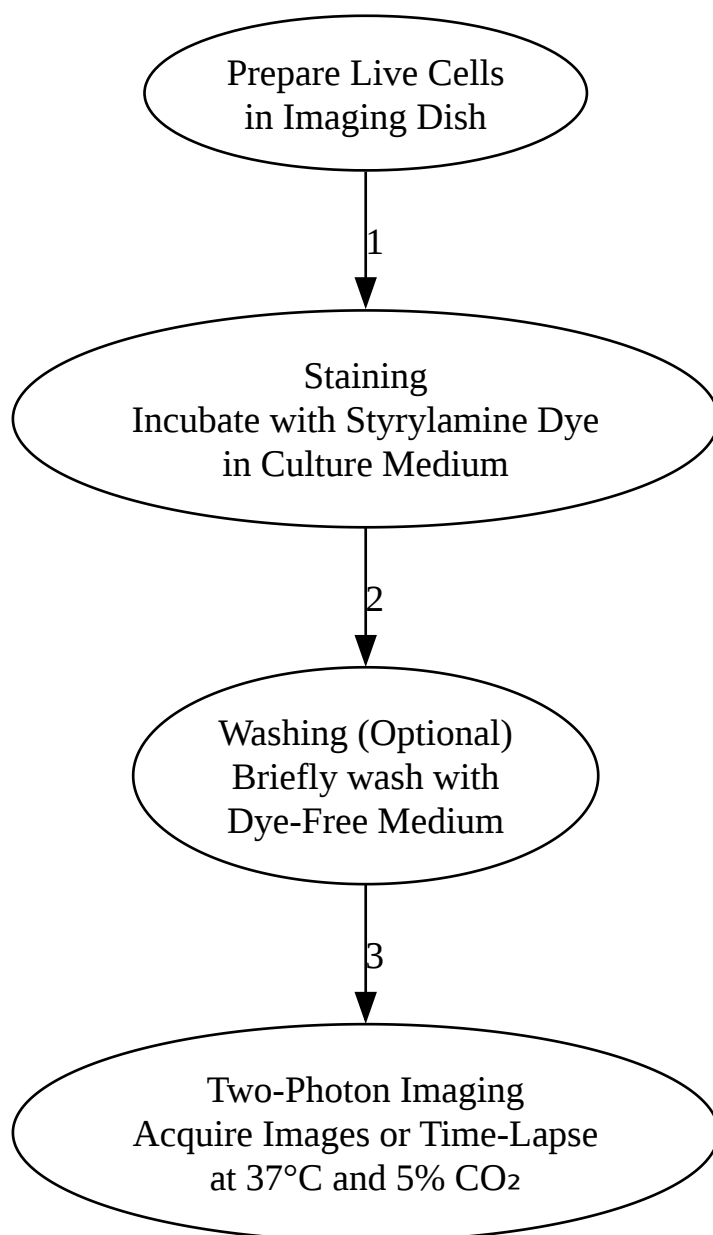 Prepare Live Cells
in Imaging Dish
1
Staining
Incubate with Styrylamine Dye
in Culture Medium
2
Washing (Optional)
Briefly wash with
Dye-Free Medium
3
Two-Photon Imaging
Acquire Images or Time-Lapse
at 37°C and 5% CO₂